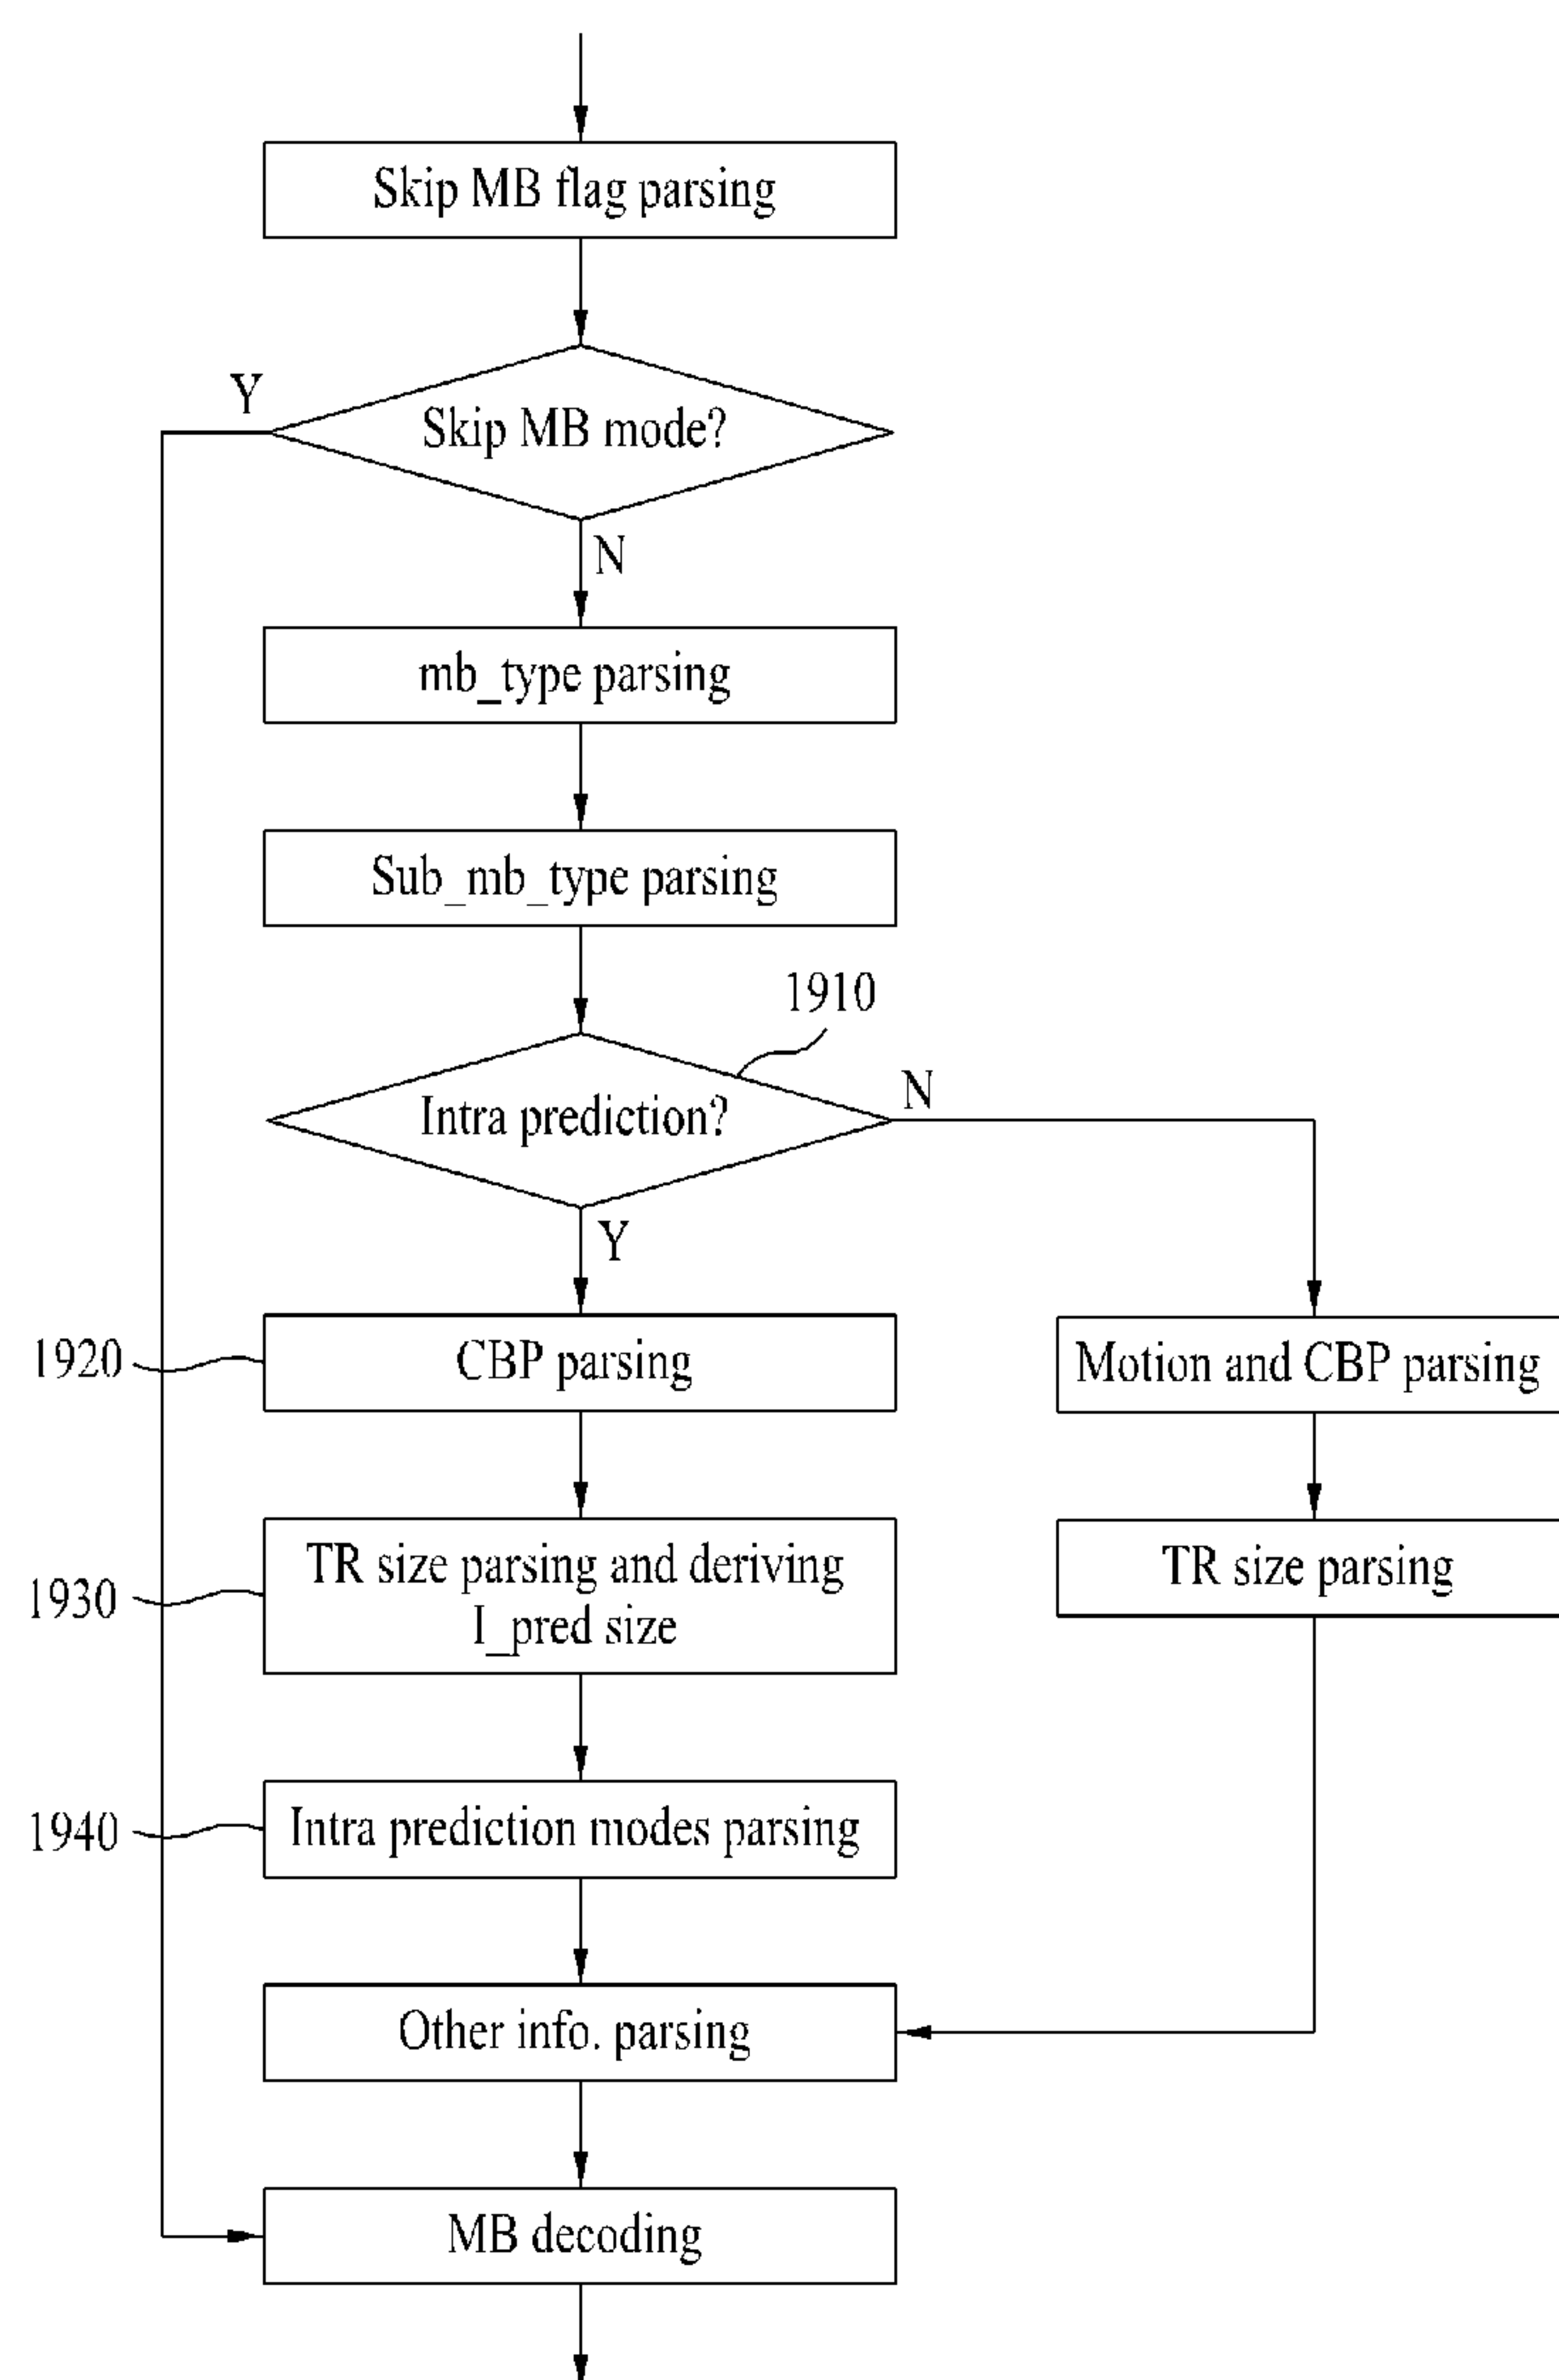 Skip MB flag parsing
Y
Skip MB mode?
N
mb_type parsing
Sub_mb_type parsing
1910
Intra prediction?
N
Y
1920
CBP parsing
Motion and CBP parsing
1930
TR size parsing and deriving
I_pred size
TR size parsing
1940
Intra prediction modes parsing
Other info. parsing
MB decoding